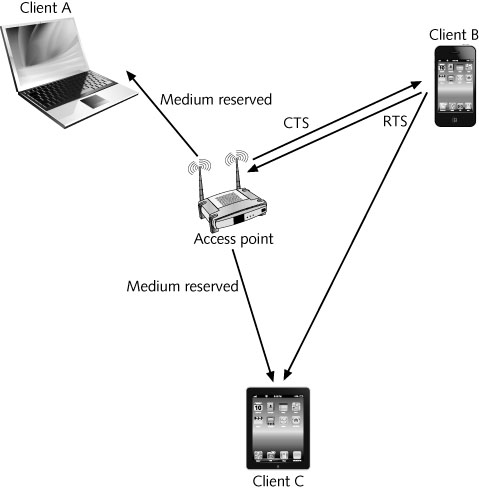 Client A
Client B
Medium reserved
CTS
RTS
Access point
Medium reserved
Client C